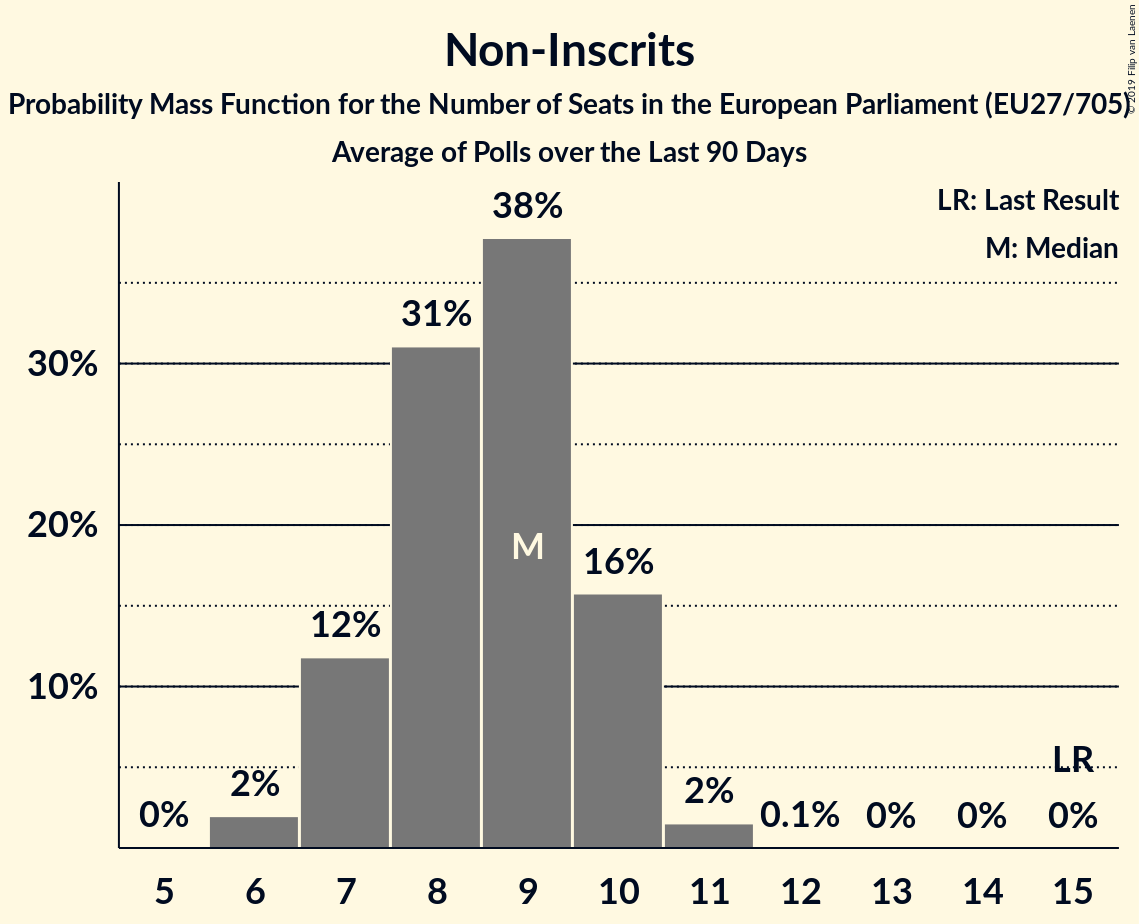 Non-Inscrits
Probability Mass Function for the Number of Seats in the European Parliament (EU27/705)
Average of Polls over the Last 90 Days
© 2019 Filip van Laenen
LR: Last Result
M: Median
38%
31%
30%
20%
M
16%
12%
10%
LR
2%
2%
0%
0.1%
0%
0%
0%
5 6 7 8 9 10 11 12 13 14 15